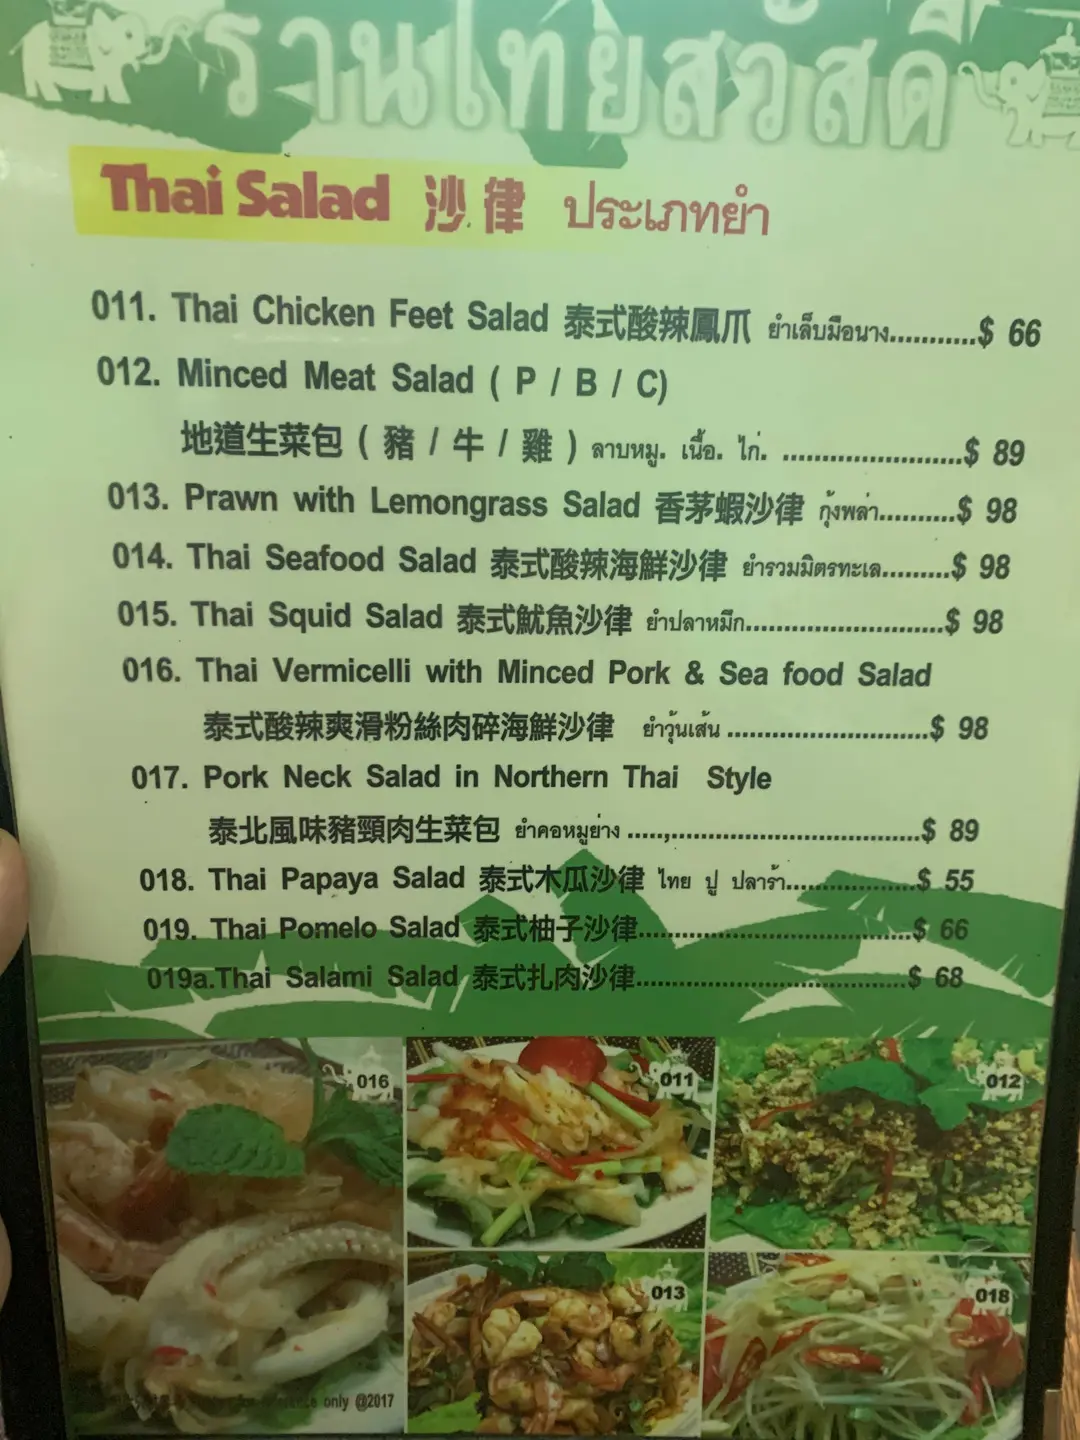 ร้านไทยสวัสดี
Thai Salad 沙律 ประเภทยำ
011. Thai Chicken Feet Salad 泰式酸辣鳳爪 ยำเล็บมือนาง...........$ 66
012. Minced Meat Salad ( P / B / C)
地道生菜包 ( 豬 / 牛 / 雞 ) ลาบหมู. เนื้อ. ไก่. .......................$ 89
013. Prawn with Lemongrass Salad 香茅蝦沙律 กุ้งพล่า..........$ 98
014. Thai Seafood Salad 泰式酸辣海鮮沙律 ยำรวมมิตรทะเล.........$ 98
015. Thai Squid Salad 泰式魷魚沙律 ยำปลาหมึก..........................$ 98
016. Thai Vermicelli with Minced Pork & Sea food Salad
泰式酸辣爽滑粉絲肉碎海鮮沙律 ยำวุ้นเส้น ..........................$ 98
017. Pork Neck Salad in Northern Thai Style
泰北風味豬頸肉生菜包 ยำคอหมูย่าง .....,................................$ 89
018. Thai Papaya Salad 泰式木瓜沙律 ไทย ปู ปลาร้า.................$ 55
019. Thai Pomelo Salad 泰式柚子沙律....................................$ 66
019a.Thai Salami Salad 泰式扎肉沙律....................................$ 68
016
011
012
013
018
only @2017